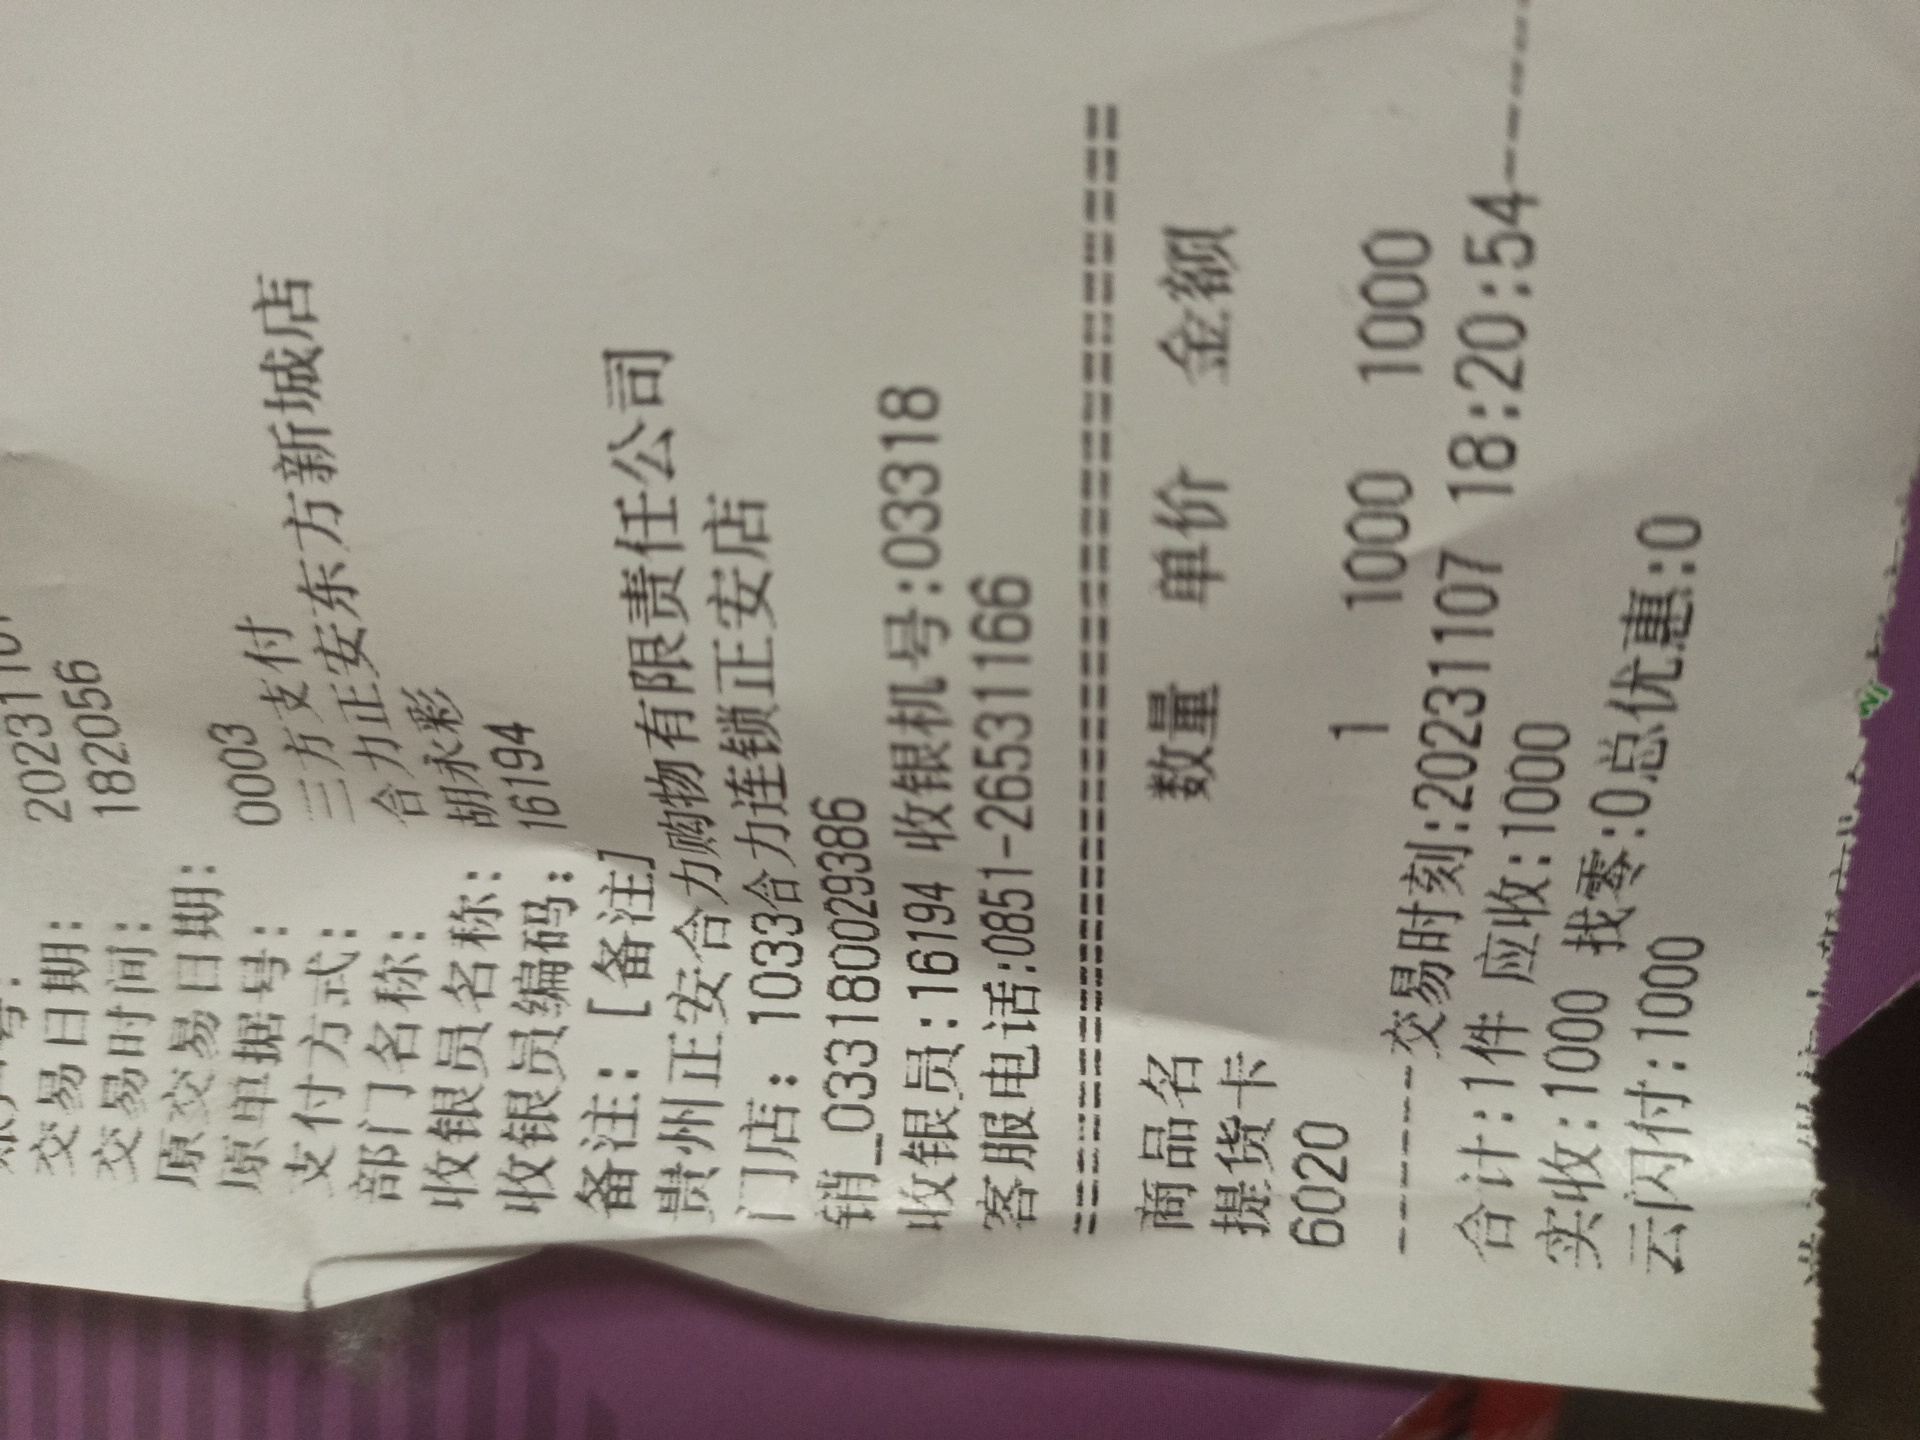 交易日期： 2023110
交易时间： 182056
原交易日期：
原单据号： 0003
支付方式： 三方支付
部门名称： 合力正安东方新城店
收银员名称： 胡永彩
收银员编码： 16194
备注：[备注]
贵州正安合力购物有限责任公司
门店：1033合力连锁正安店
销_0331800029386
收银员:16194 收银机号:03318
客服电话:0851-26531166
商品名 数量 单价 金额
提货卡
6020 1 1000 1000
------交易时刻:20231107 18:20:54------
合计:1件 应收:1000
实收:1000 找零:0总优惠:0
云闪付:1000